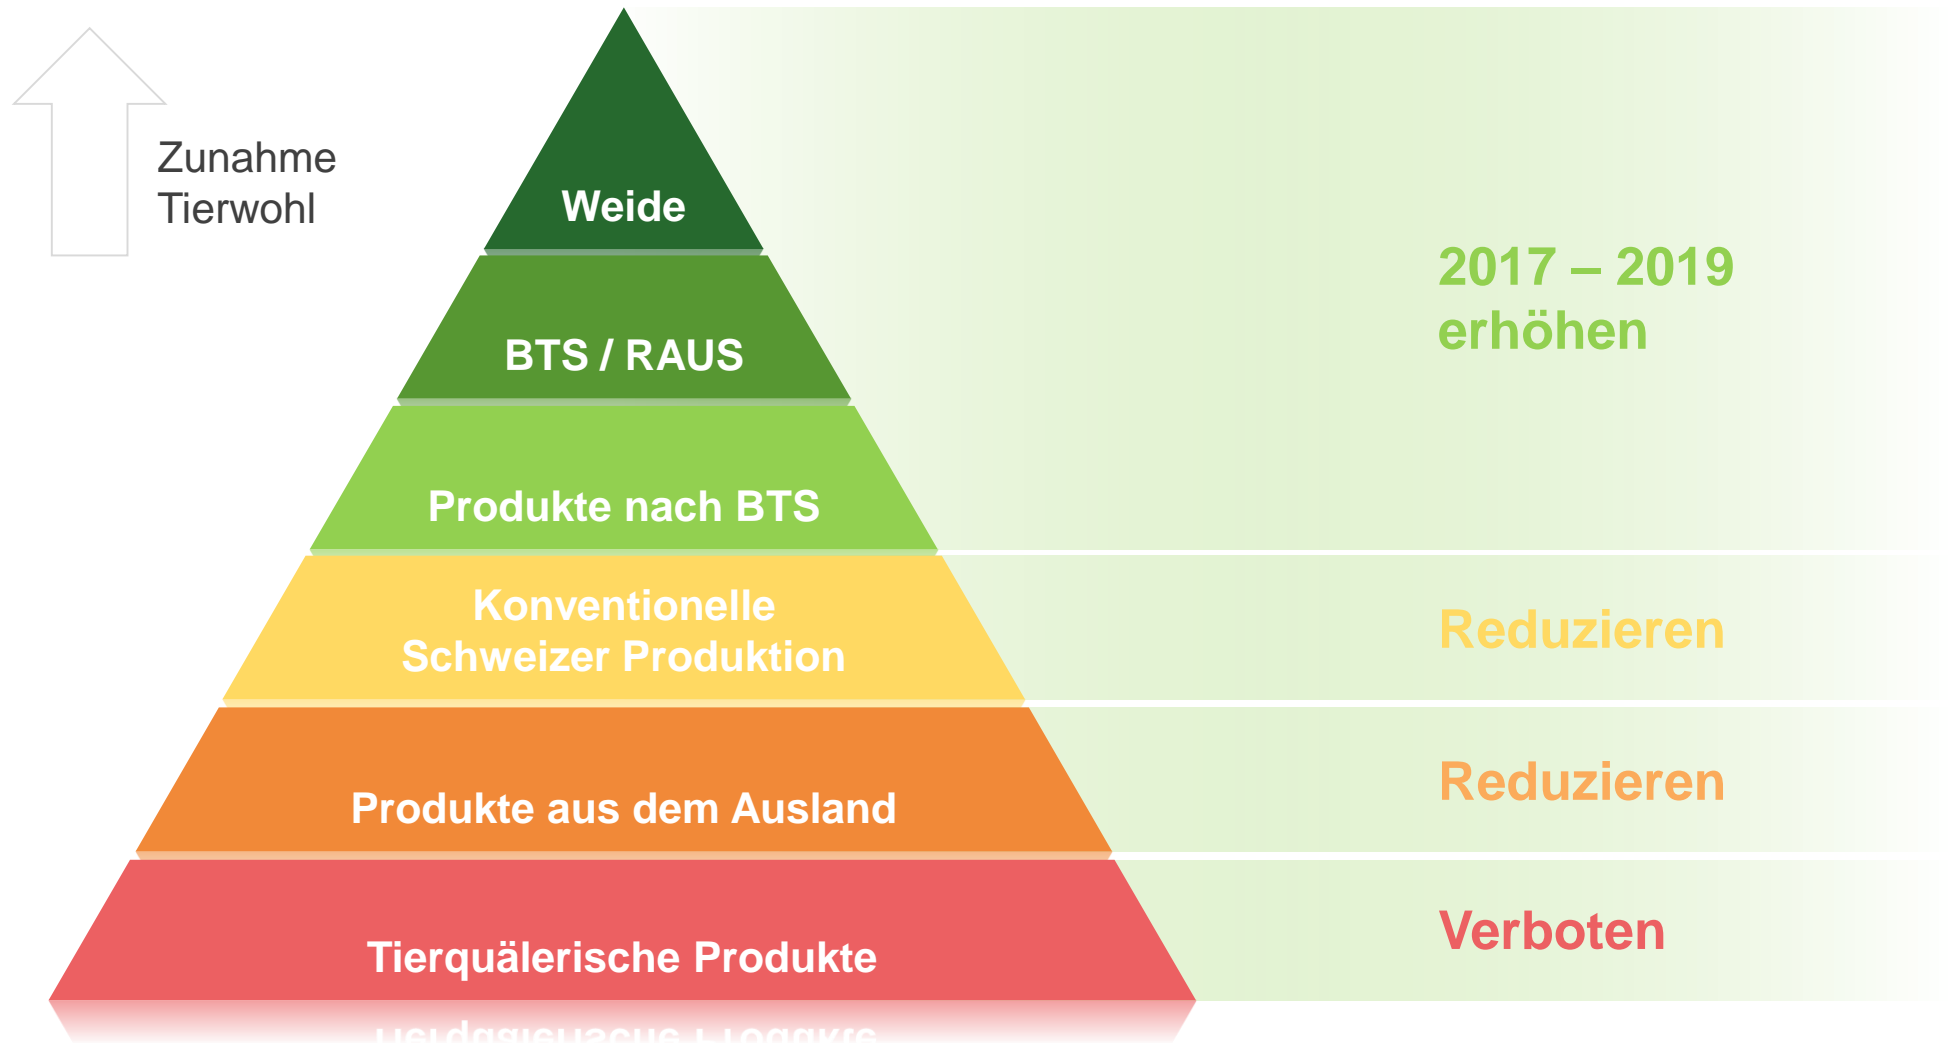 Zunahme
Tierwohl
Weide
BTS / RAUS
Produkte nach BTS
2017 – 2019
erhöhen
Konventionelle
Schweizer Produktion
Reduzieren
Produkte aus dem Ausland
Reduzieren
Tierquälerische Produkte
Verboten